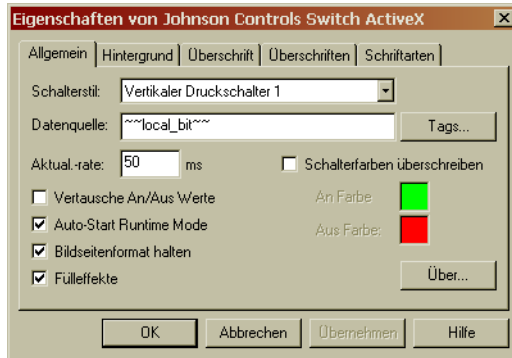 Eigenschaften von Johnson Controls Switch ActiveX
Allgemein Hintergrund Überschrift Überschriften Schriftarten
Schalterstil: Vertikaler Druckschalter 1
Datenquelle: ~~local_bit~~ Tags...
Aktual.-rate: 50 ms Schalterfarben überschreiben
Vertausche An/Aus Werte An Farbe
Auto-Start Runtime Mode Aus Farbe:
Bildseitenformat halten
Fülleffekte Über...
OK Abbrechen Übernehmen Hilfe